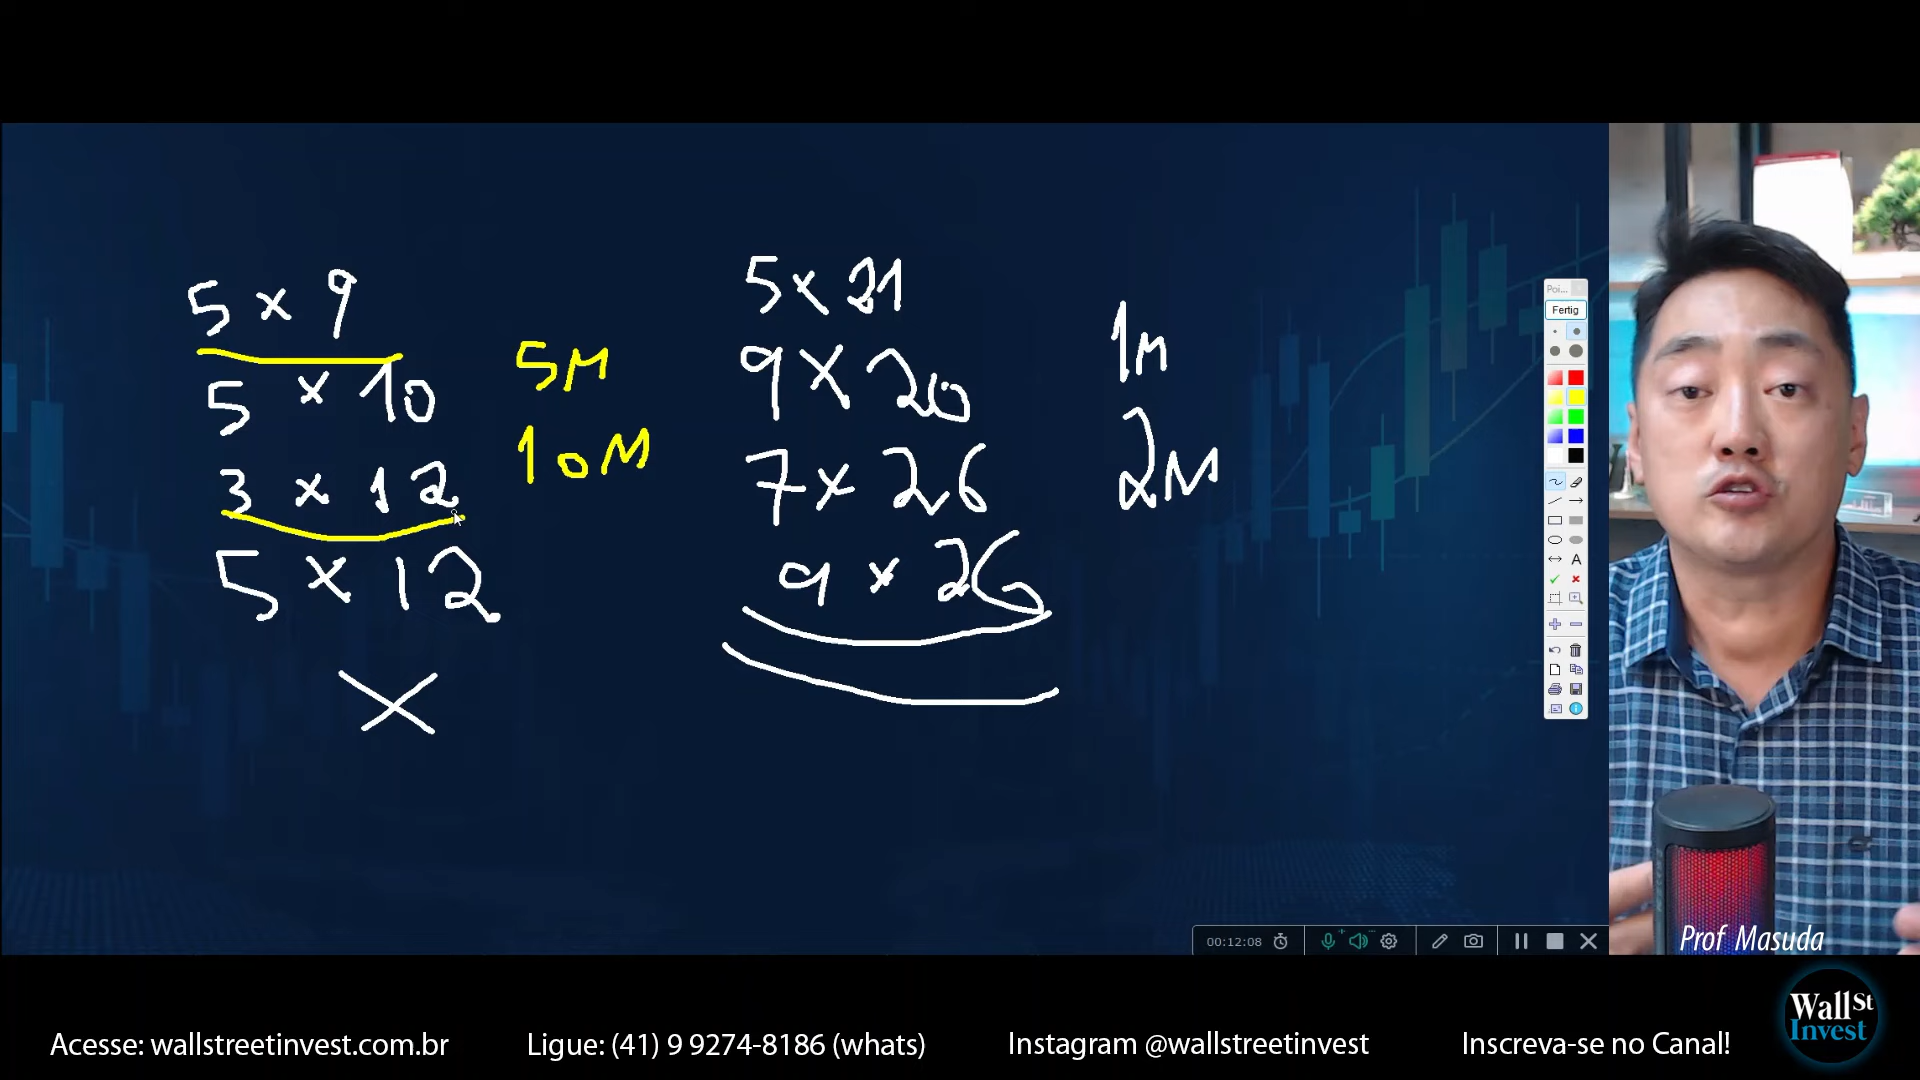 5 x 9
5 x 10
3 x 12
5 x 12
X
5M
10M
5 x 21
9 x 20
7 x 26
9 x 26
1M
2M
Poi...
Fertig
A
00:12:08
Prof Masuda
Wall St
Invest
Acesse: wallstreetinvest.com.br
Ligue: (41) 9 9274-8186 (whats)
Instagram @wallstreetinvest
Inscreva-se no Canal!